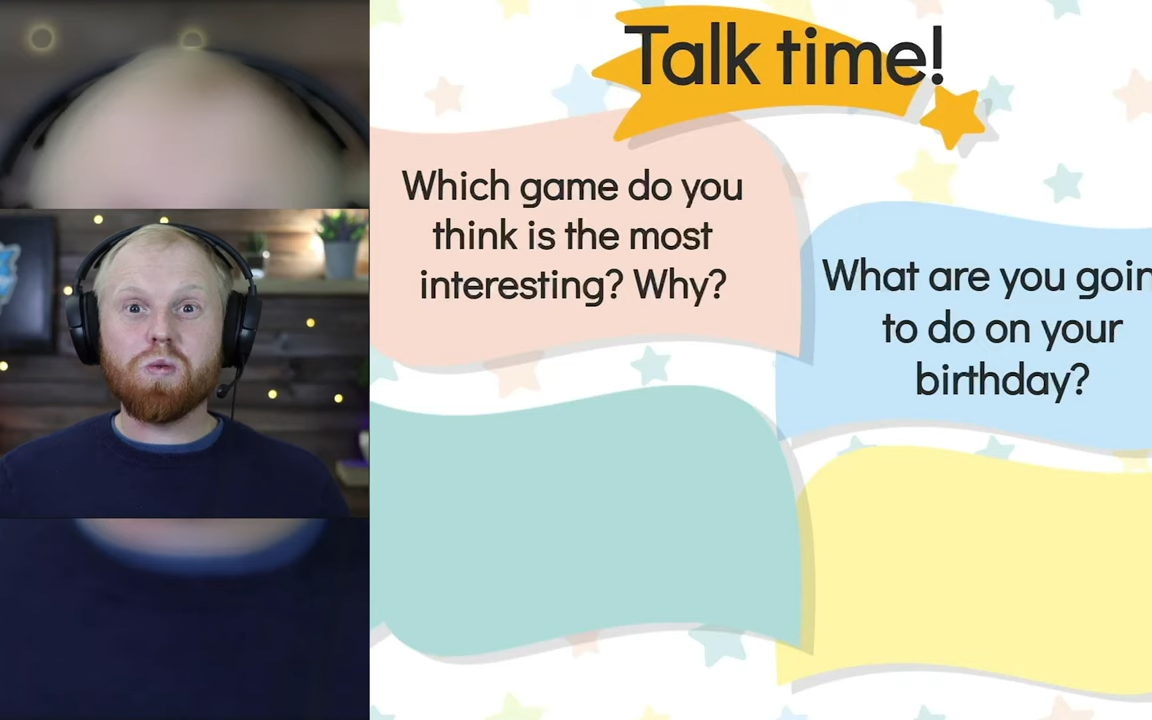 Talk time!
Which game do you
think is the most
interesting? Why?
What are you goin
to do on your
birthday?